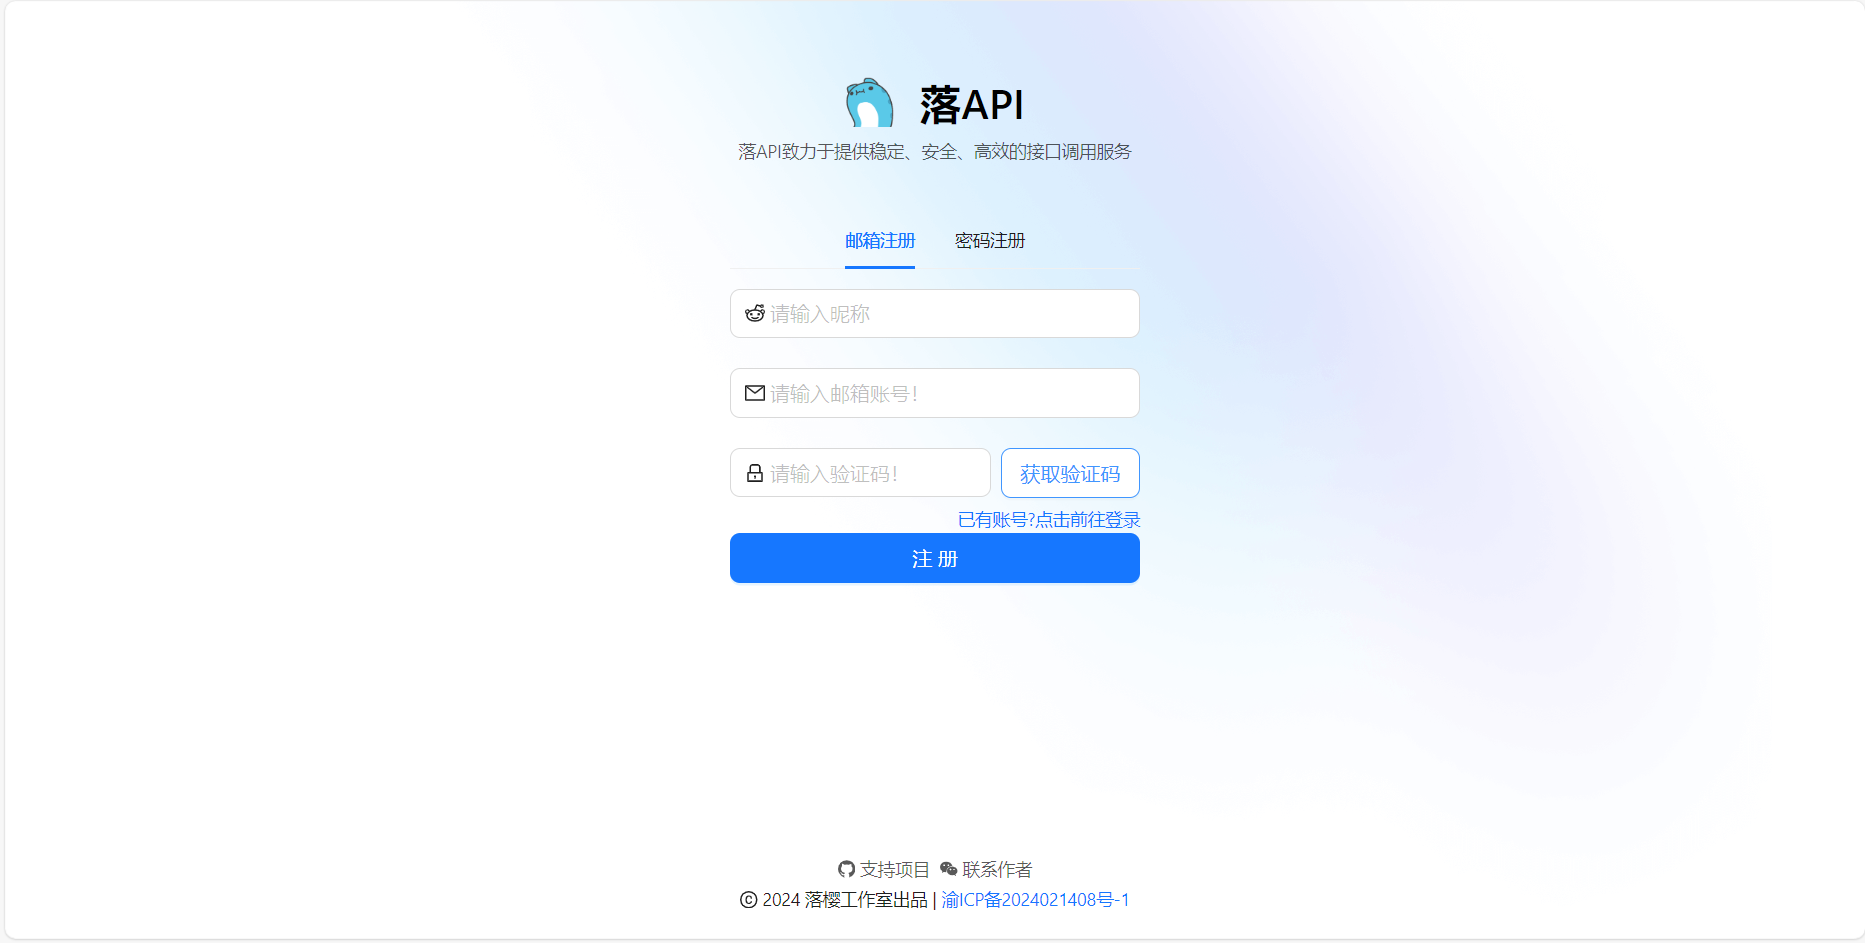 落API
落API致力于提供稳定、安全、高效的接口调用服务
邮箱注册 密码注册
请输入昵称
请输入邮箱账号！
请输入验证码！ 获取验证码
已有账号?点击前往登录
注 册
支持项目 联系作者
© 2024 落樱工作室出品 | 渝ICP备2024021408号-1